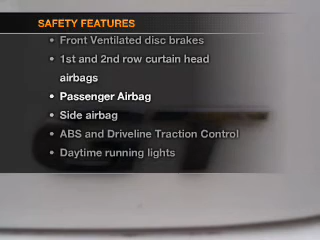 SAFETY FEATURES
• Front Ventilated disc brakes
• 1st and 2nd row curtain head
airbags
• Passenger Airbag
• Side airbag
• ABS and Driveline Traction Control
• Daytime running lights